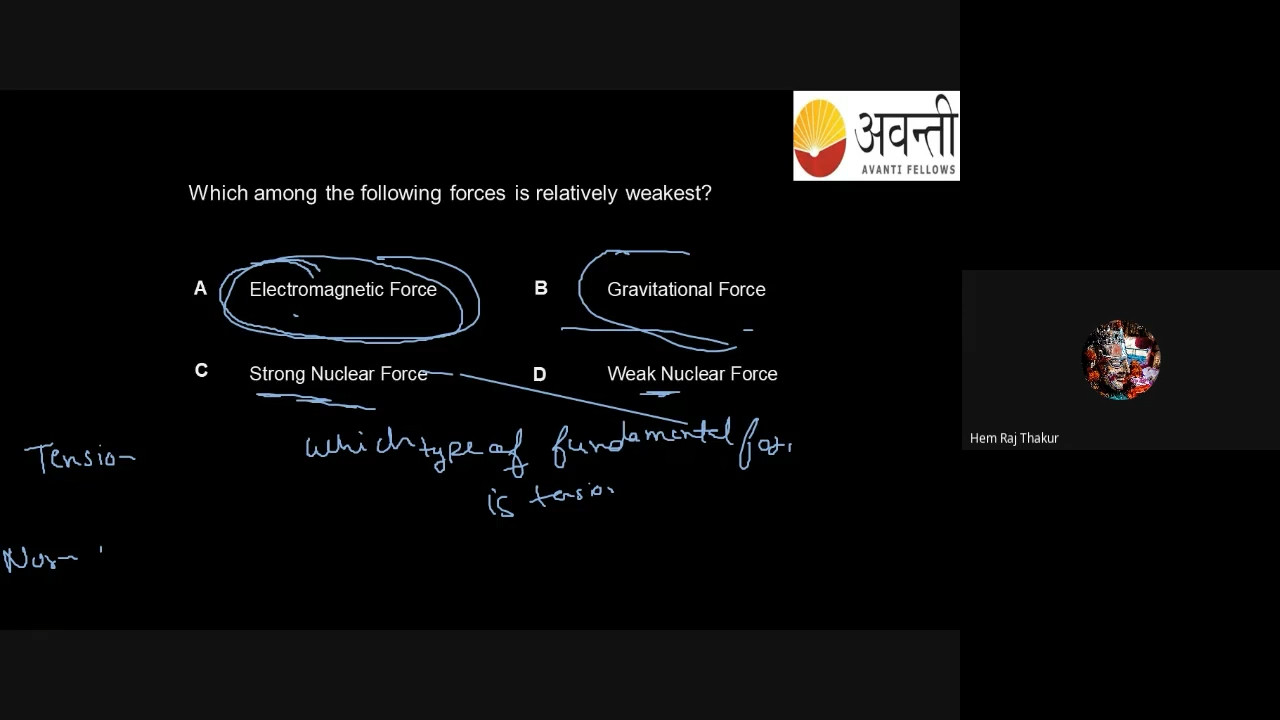 अवन्ती
AVANTI FELLOWS
Which among the following forces is relatively weakest?
A Electromagnetic Force
B Gravitational Force
C Strong Nuclear Force
D Weak Nuclear Force
Hem Raj Thakur
which type of fundamental
is tension
Tension